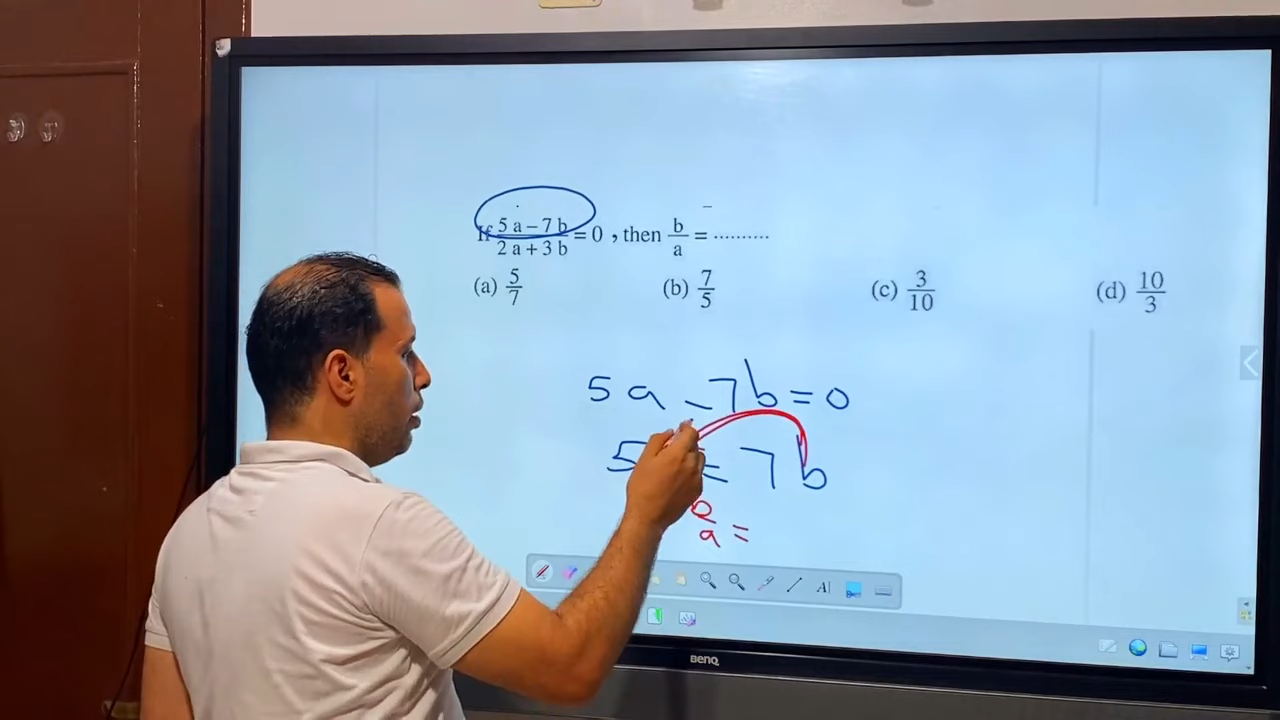 If 5a – 7b / 2a + 3b = 0 , then b/a = ..........
(a) 5/7 (b) 7/5 (c) 3/10 (d) 10/3
5a - 7b = 0
5 = 7b
b/a =
A
BenQ